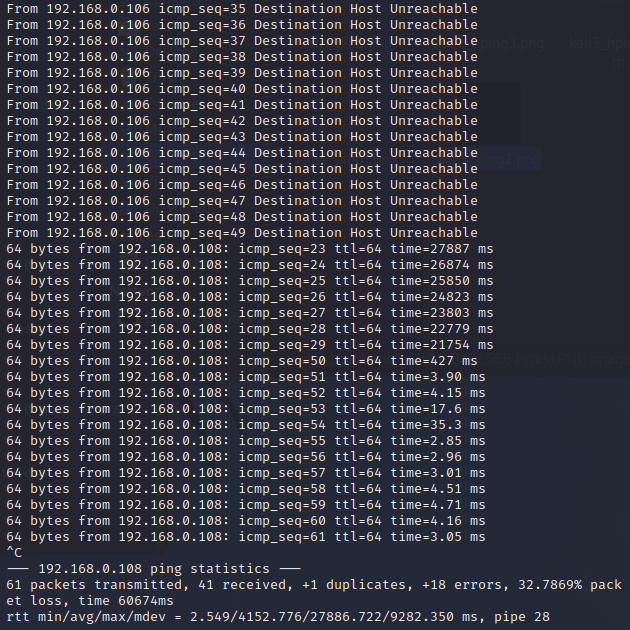 From 192.168.0.106 icmp_seq=35 Destination Host Unreachable
From 192.168.0.106 icmp_seq=36 Destination Host Unreachable
From 192.168.0.106 icmp_seq=37 Destination Host Unreachable
From 192.168.0.106 icmp_seq=38 Destination Host Unreachable
From 192.168.0.106 icmp_seq=39 Destination Host Unreachable
From 192.168.0.106 icmp_seq=40 Destination Host Unreachable
From 192.168.0.106 icmp_seq=41 Destination Host Unreachable
From 192.168.0.106 icmp_seq=42 Destination Host Unreachable
From 192.168.0.106 icmp_seq=43 Destination Host Unreachable
From 192.168.0.106 icmp_seq=44 Destination Host Unreachable
From 192.168.0.106 icmp_seq=45 Destination Host Unreachable
From 192.168.0.106 icmp_seq=46 Destination Host Unreachable
From 192.168.0.106 icmp_seq=47 Destination Host Unreachable
From 192.168.0.106 icmp_seq=48 Destination Host Unreachable
From 192.168.0.106 icmp_seq=49 Destination Host Unreachable
64 bytes from 192.168.0.108: icmp_seq=23 ttl=64 time=27887 ms
64 bytes from 192.168.0.108: icmp_seq=24 ttl=64 time=26874 ms
64 bytes from 192.168.0.108: icmp_seq=25 ttl=64 time=25850 ms
64 bytes from 192.168.0.108: icmp_seq=26 ttl=64 time=24823 ms
64 bytes from 192.168.0.108: icmp_seq=27 ttl=64 time=23803 ms
64 bytes from 192.168.0.108: icmp_seq=28 ttl=64 time=22779 ms
64 bytes from 192.168.0.108: icmp_seq=29 ttl=64 time=21754 ms
64 bytes from 192.168.0.108: icmp_seq=50 ttl=64 time=427 ms
64 bytes from 192.168.0.108: icmp_seq=51 ttl=64 time=3.90 ms
64 bytes from 192.168.0.108: icmp_seq=52 ttl=64 time=4.15 ms
64 bytes from 192.168.0.108: icmp_seq=53 ttl=64 time=17.6 ms
64 bytes from 192.168.0.108: icmp_seq=54 ttl=64 time=35.3 ms
64 bytes from 192.168.0.108: icmp_seq=55 ttl=64 time=2.85 ms
64 bytes from 192.168.0.108: icmp_seq=56 ttl=64 time=2.96 ms
64 bytes from 192.168.0.108: icmp_seq=57 ttl=64 time=3.01 ms
64 bytes from 192.168.0.108: icmp_seq=58 ttl=64 time=4.51 ms
64 bytes from 192.168.0.108: icmp_seq=59 ttl=64 time=4.71 ms
64 bytes from 192.168.0.108: icmp_seq=60 ttl=64 time=4.16 ms
64 bytes from 192.168.0.108: icmp_seq=61 ttl=64 time=3.05 ms
^C
--- 192.168.0.108 ping statistics ---
61 packets transmitted, 41 received, +1 duplicates, +18 errors, 32.7869% pack
et loss, time 60674ms
rtt min/avg/max/mdev = 2.549/4152.776/27886.722/9282.350 ms, pipe 28